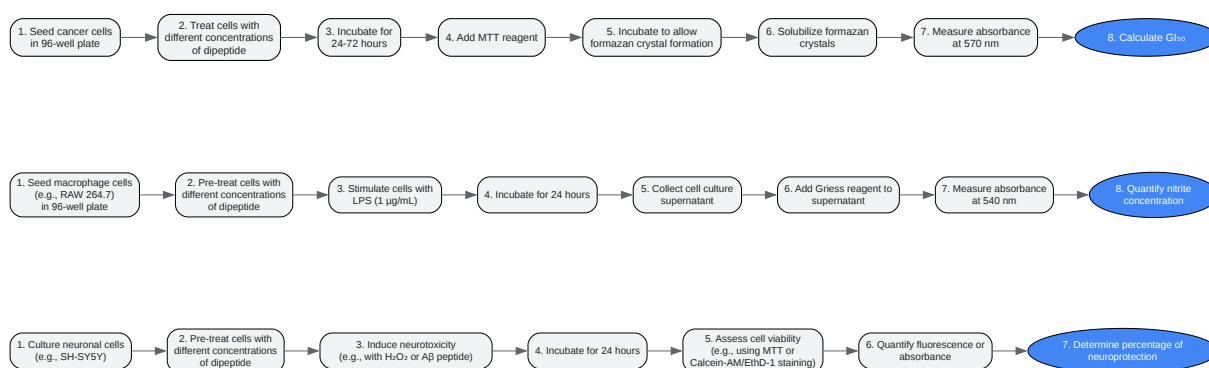 1. Seed cancer cells
in 96-well plate
2. Treat cells with
different concentrations
of dipeptide
3. Incubate for
24-72 hours
4. Add MTT reagent
5. Incubate to allow
formazan crystal formation
6. Solubilize formazan
crystals
7. Measure absorbance
at 570 nm
8. Calculate GI₅₀
1. Seed macrophage cells
(e.g., RAW 264.7)
in 96-well plate
2. Pre-treat cells with
different concentrations
of dipeptide
3. Stimulate cells with
LPS (1 µg/mL)
4. Incubate for 24 hours
5. Collect cell culture
supernatant
6. Add Griess reagent to
supernatant
7. Measure absorbance
at 540 nm
8. Quantify nitrite
concentration
1. Culture neuronal cells
(e.g., SH-SY5Y)
2. Pre-treat cells with
different concentrations
of dipeptide
3. Induce neurotoxicity
(e.g., with H₂O₂ or Aβ peptide)
4. Incubate for 24 hours
5. Assess cell viability
(e.g., using MTT or
Calcein-AM/EthD-1 staining)
6. Quantify fluorescence or
absorbance
7. Determine percentage of
neuroprotection